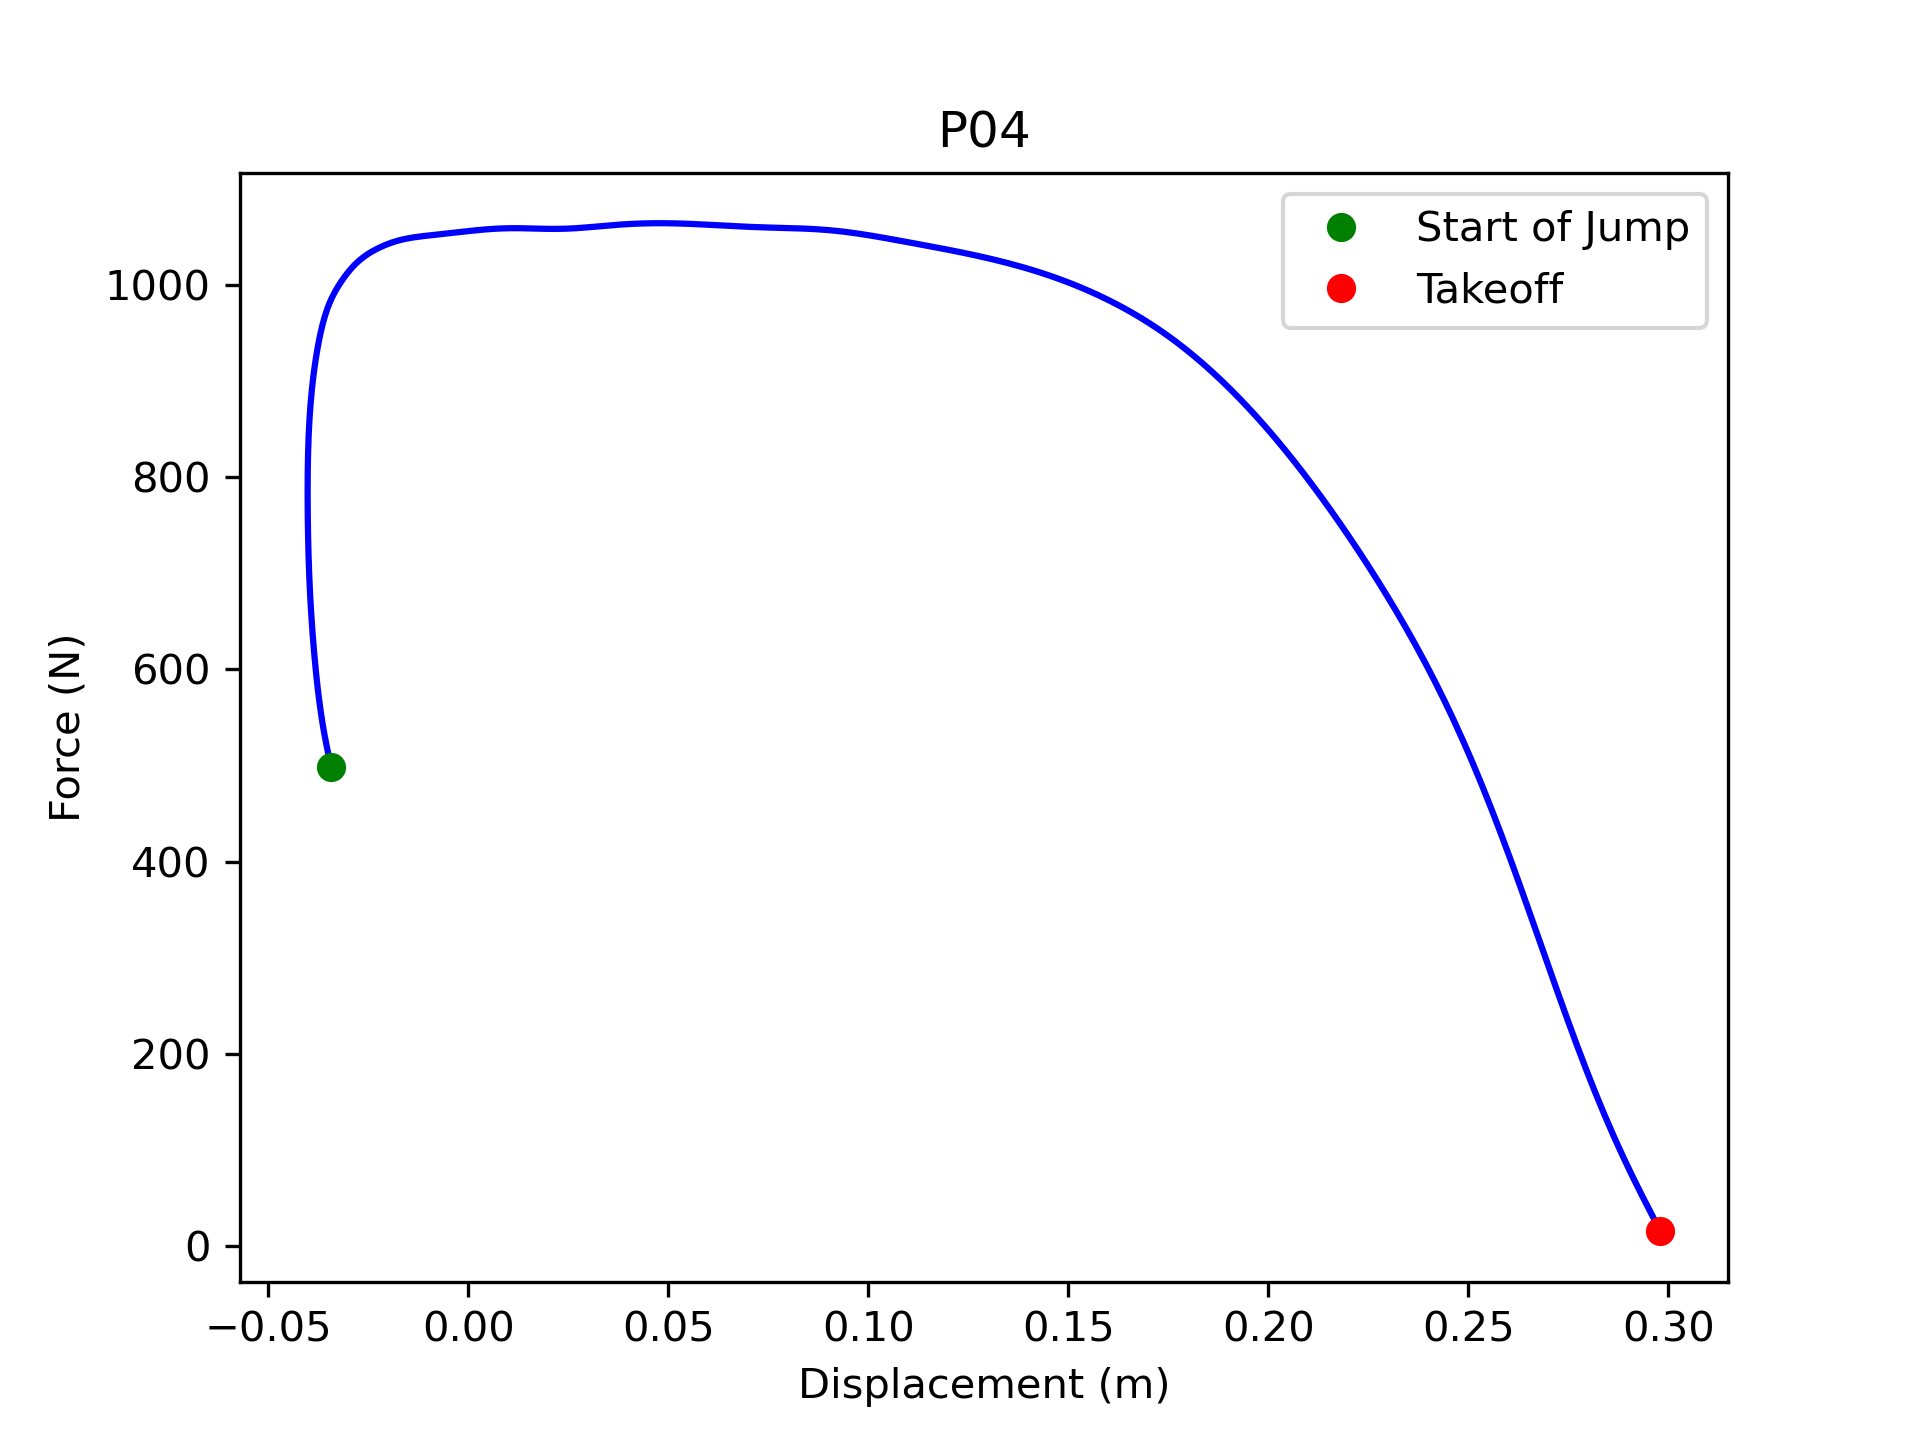 P04
Start of Jump
Takeoff
Force (N)
1000
800
600
400
200
0
−0.05 0.00 0.05 0.10 0.15 0.20 0.25 0.30
Displacement (m)